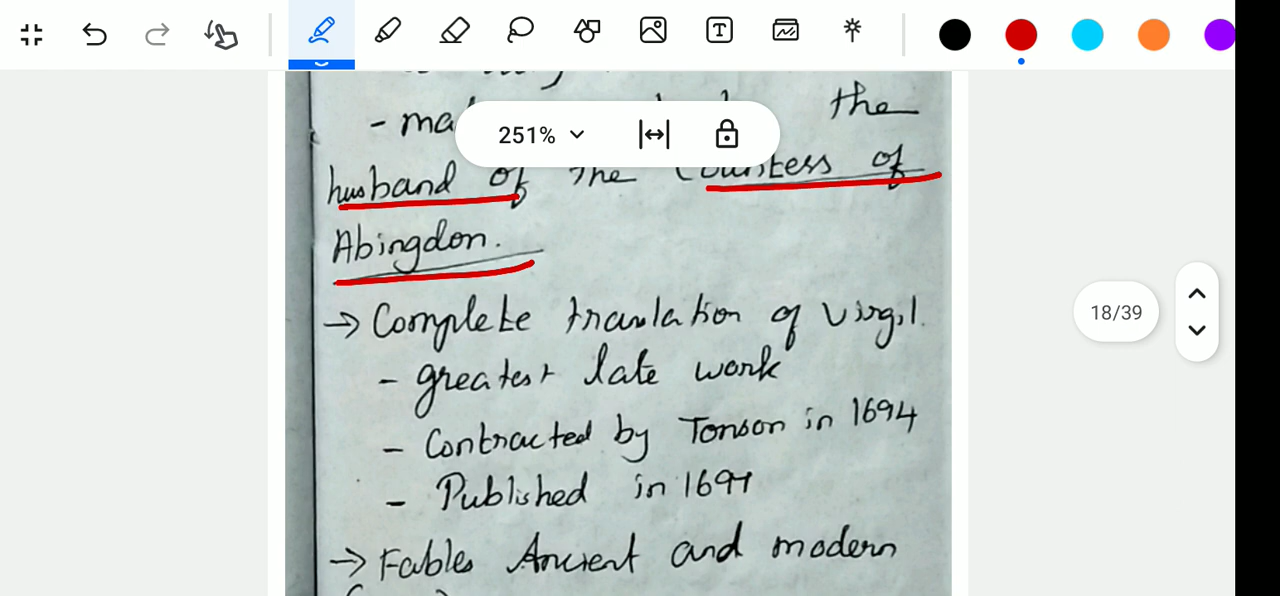 - ma the
251%
husband of the Countess of
Abingdon.
18/39
→ Complete translation of Virgil.
- greatest late work
- Contracted by Tonson in 1694
- Published in 1697
→ Fables Ancient and modern